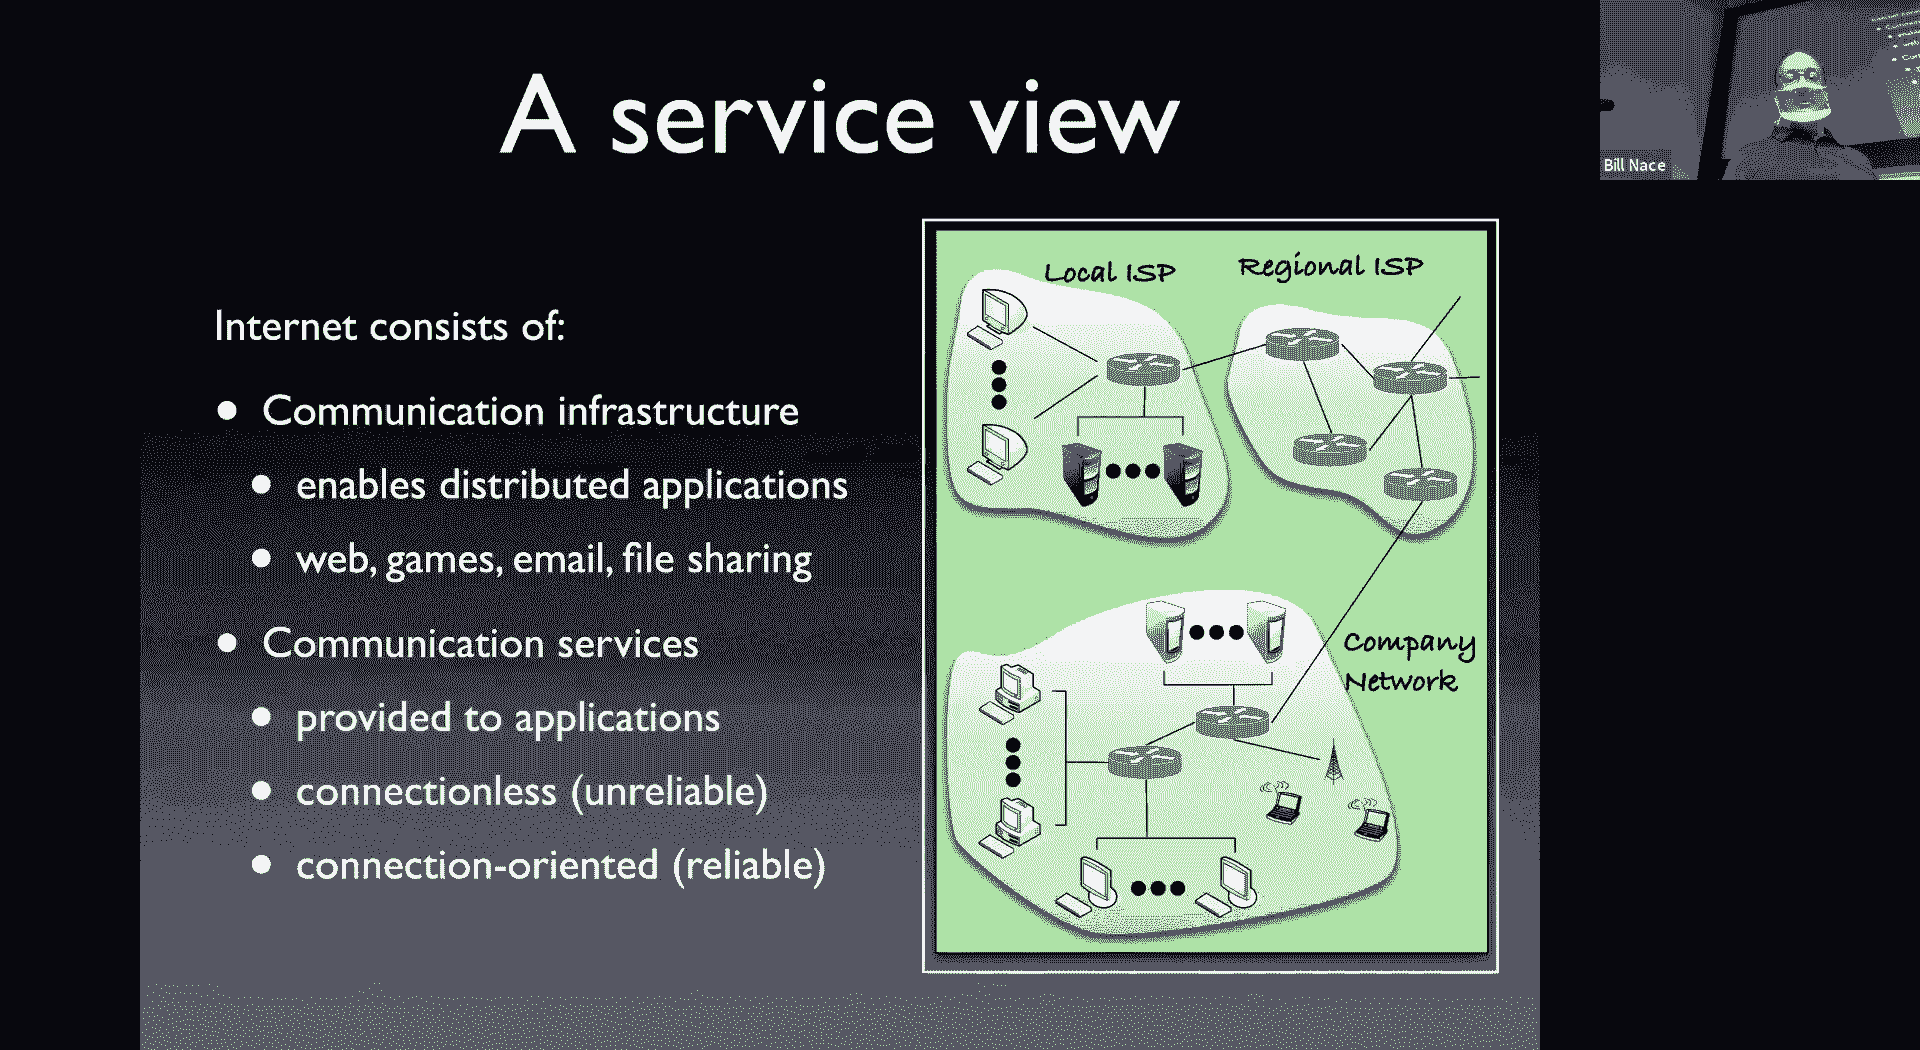 A service view
Bill Nace
Internet consists of:
● Communication infrastructure
● enables distributed applications
● web, games, email, file sharing
● Communication services
● provided to applications
● connectionless (unreliable)
● connection-oriented (reliable)
Local ISP
Regional ISP
Company
Network